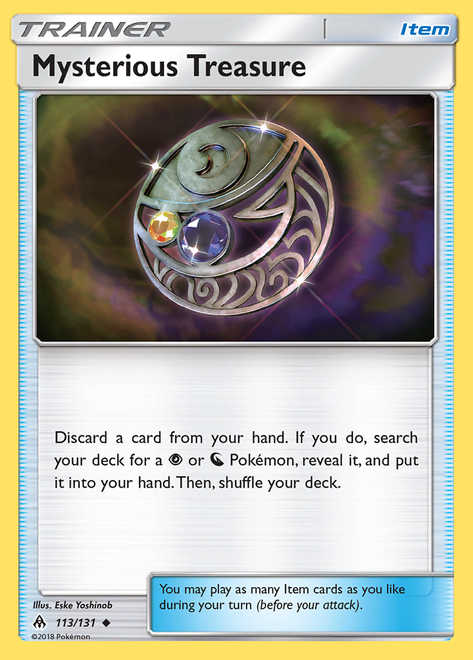 TRAINER Item
Mysterious Treasure
Discard a card from your hand. If you do, search
your deck for a or Pokémon, reveal it, and put
it into your hand. Then, shuffle your deck.
You may play as many Item cards as you like
during your turn (before your attack).
Illus. Eske Yoshinob
113/131
©2018 Pokémon